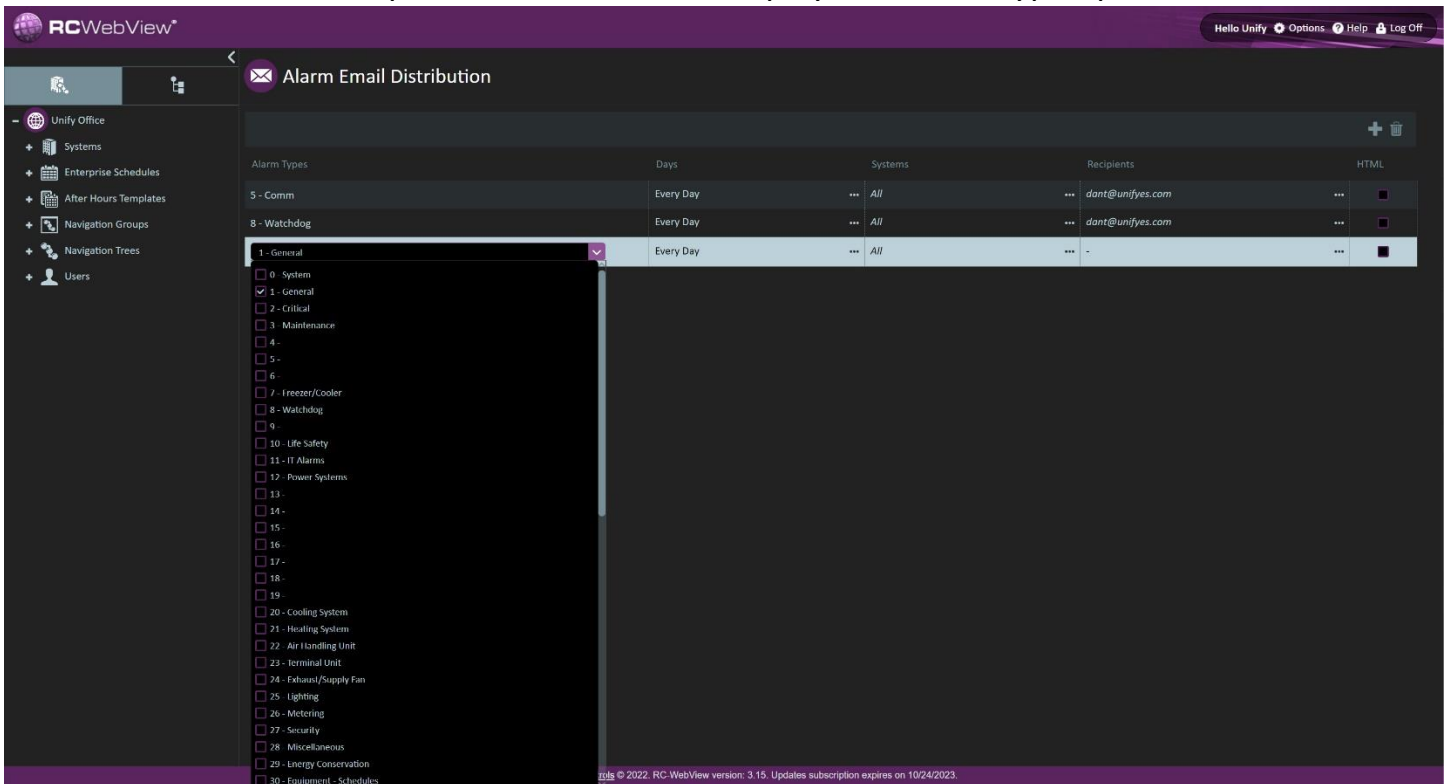 RCWebView®
Hello Unify Options Help Log Off
Alarm Email Distribution
Unify Office
Systems
Enterprise Schedules
After Hours Templates
Navigation Groups
Navigation Trees
Users
Alarm Types Days Systems Recipients HTML
5 - Comm Every Day ... All ... dant@unifyes.com ...
8 - Watchdog Every Day ... All ... dant@unifyes.com ...
1 - General Every Day ... All ... - ...
0 - System
1 - General
2 - Critical
3 - Maintenance
4 -
5 -
6 -
7 - Freezer/Cooler
8 - Watchdog
9 -
10 - Life Safety
11 - IT Alarms
12 - Power Systems
13 -
14 -
15 -
16 -
17 -
18 -
19 -
20 - Cooling System
21 - Heating System
22 - Air Handling Unit
23 - Terminal Unit
24 - Exhaust/Supply Fan
25 - Lighting
26 - Metering
27 - Security
28 - Miscellaneous
29 - Energy Conservation
30 - Equipment - Schedules
rols © 2022. RC-WebView version: 3.15. Updates subscription expires on 10/24/2023.